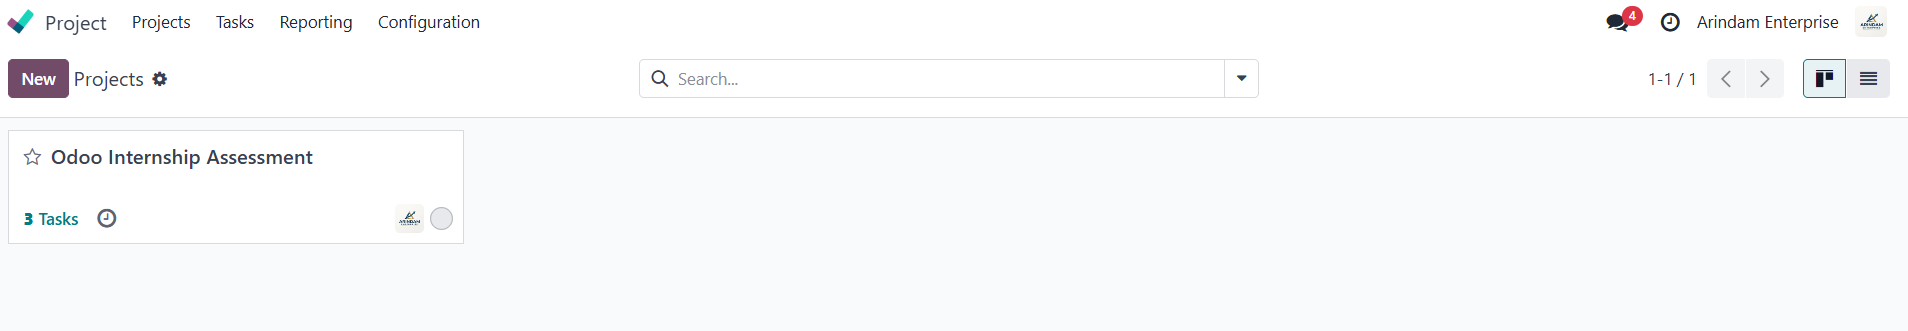 Project Projects Tasks Reporting Configuration 4 Arindam Enterprise
New Projects Search... 1-1 / 1
Odoo Internship Assessment
3 Tasks